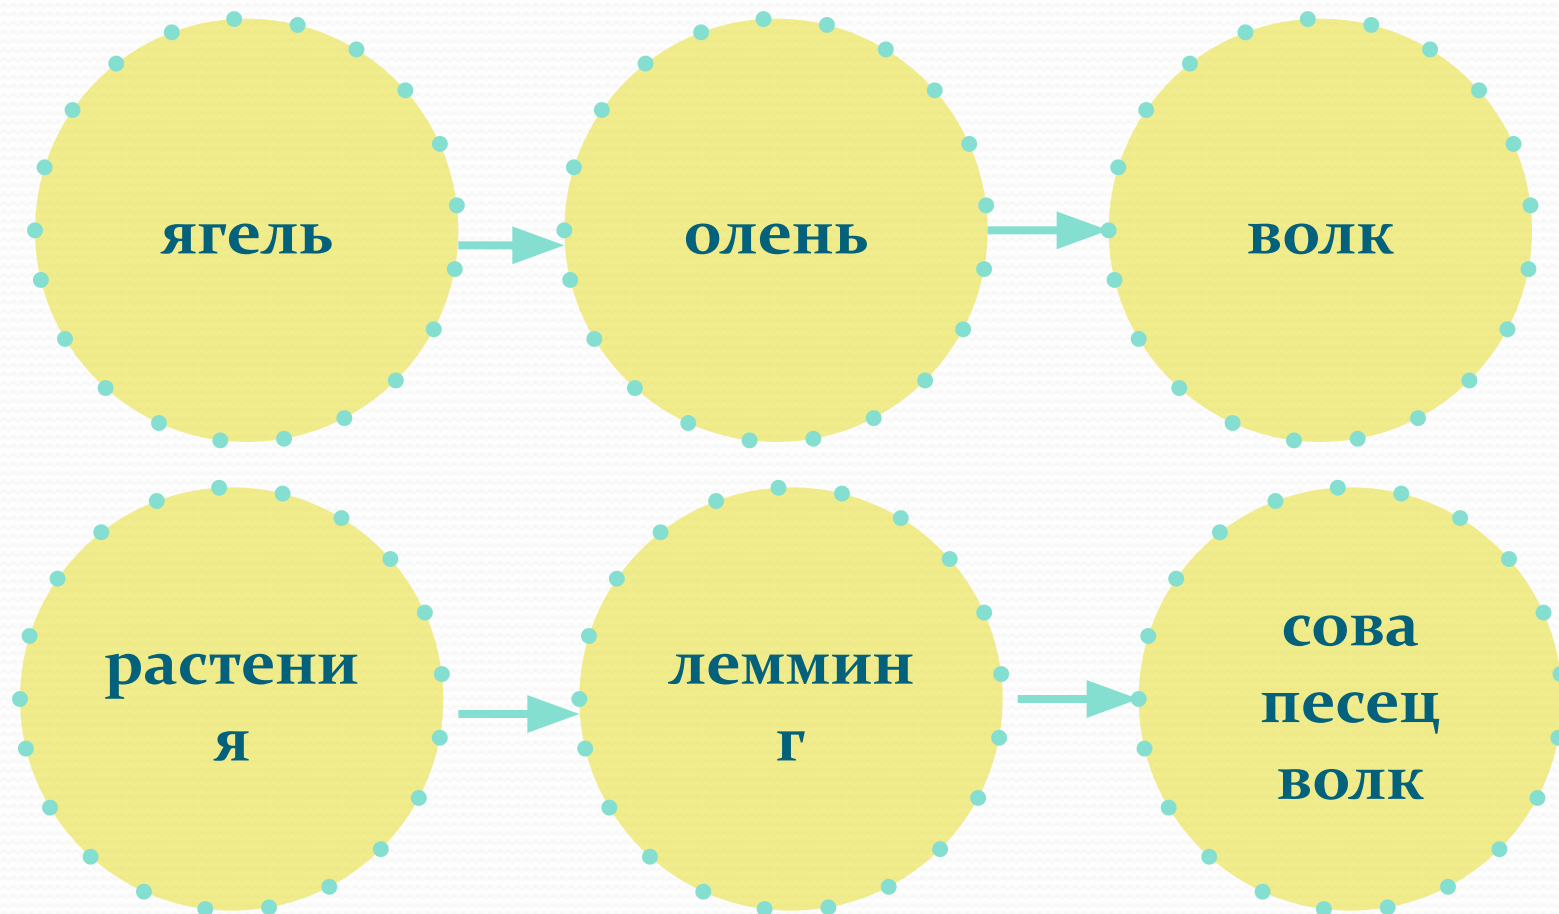 ягель
олень
волк
растени
я
леммин
г
сова
песец
волк